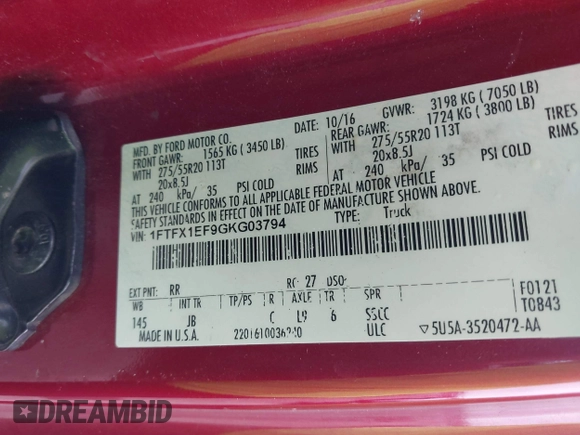 MFD. BY FORD MOTOR CO.
10/16 GVWR: 3198 KG (7050 LB)
FRONT GAWR: 1565 KG (3450 LB)
REAR GAWR: 1724 KG (3800 LB)
WITH 275/55R20 113T TIRES
WITH 275/55R20 113T TIRES
20x8.5J RIMS
20x8.5J RIMS
AT 240 kPa/ 35 PSI COLD
AT 240 kPa/ 35 PSI COLD
THIS VEHICLE CONFORMS TO ALL APPLICABLE FEDERAL MOTOR VEHICLE
SAFETY STANDARDS IN EFFECT ON THE DATE OF MANUFACTURE SHOWN ABOVE.
VIN: 1FTFX1EF9GKG03794
TYPE: Truck
EXT PNT: RR RC: 27 DSO:
F0121
WB INT TR TP/PS R AXLE TR SPR
T0843
145 JB C L9 6 SSCC
MADE IN U.S.A. ULC
▽5U5A-3520472-AA
DREAMBID